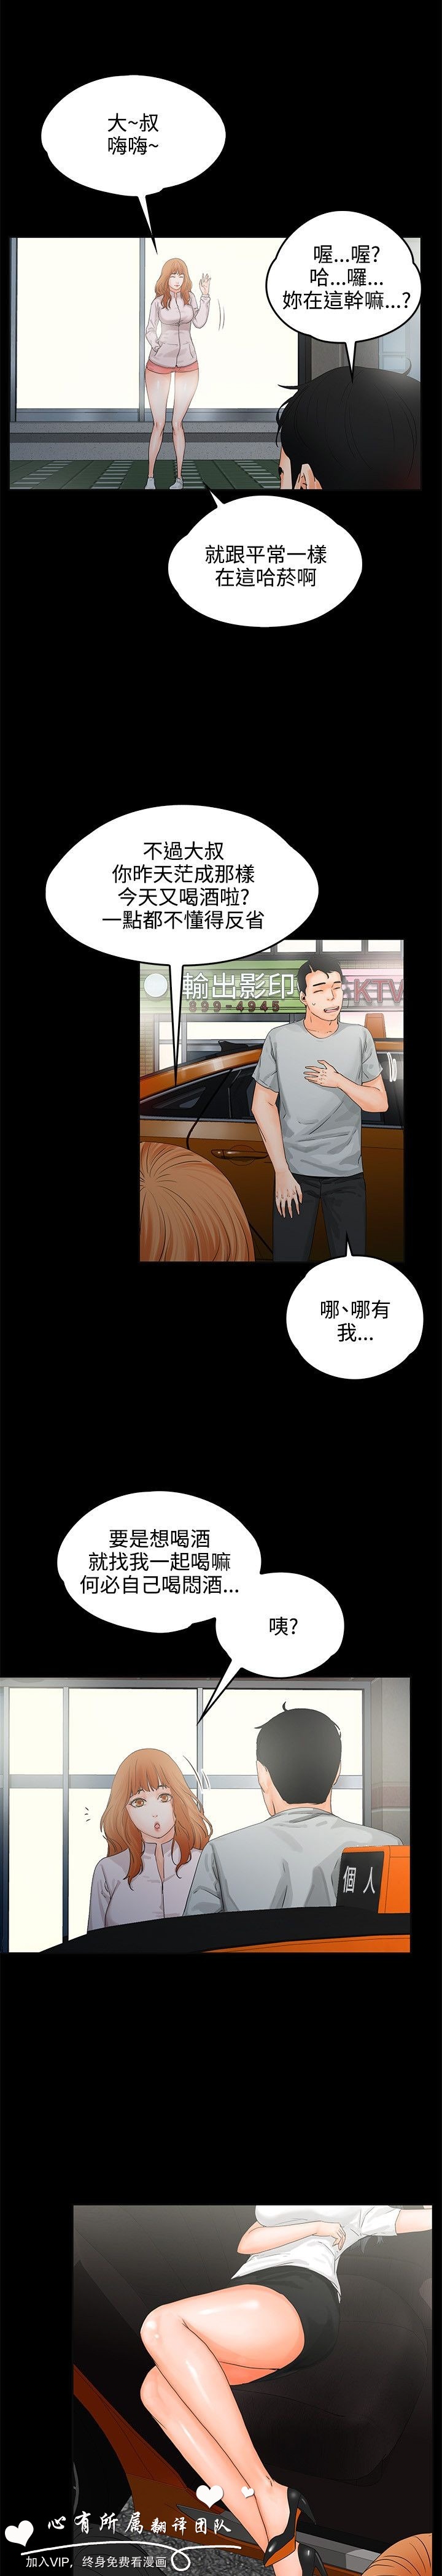 大~叔
嗨嗨~
喔...喔?
哈...囉...
妳在這幹嘛...?
就跟平常一樣
在這哈菸啊
不過大叔
你昨天茫成那樣
今天又喝酒啦?
一點都不懂得反省
輸出影印
KTV
899-4945
哪、哪有
我...
要是想喝酒
就找我一起喝嘛
何必自己喝悶酒...
咦?
個人
心有所属翻译团队
加入VIP，终身免费看漫画